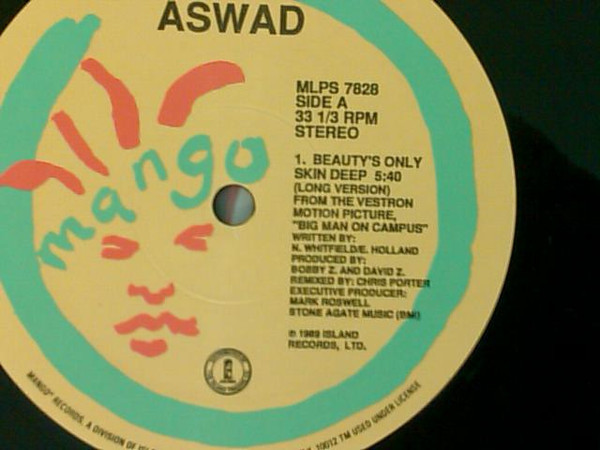 ASWAD
MLPS 7828
SIDE A
33 1/3 RPM
STEREO
mango
1. BEAUTY'S ONLY
SKIN DEEP 5:40
(LONG VERSION)
FROM THE VESTRON
MOTION PICTURE,
"BIG MAN ON CAMPUS"
WRITTEN BY:
N. WHITFIELD/E. HOLLAND
PRODUCED BY:
BOBBY Z. AND DAVID Z.
REMIXED BY: CHRIS PORTER
EXECUTIVE PRODUCER:
MARK ROSWELL
STONE AGATE MUSIC (BMI)
℗ 1989 ISLAND
RECORDS, LTD.
MANGO® RECORDS, A DIVISION OF
10012 TM USED UNDER LICENSE